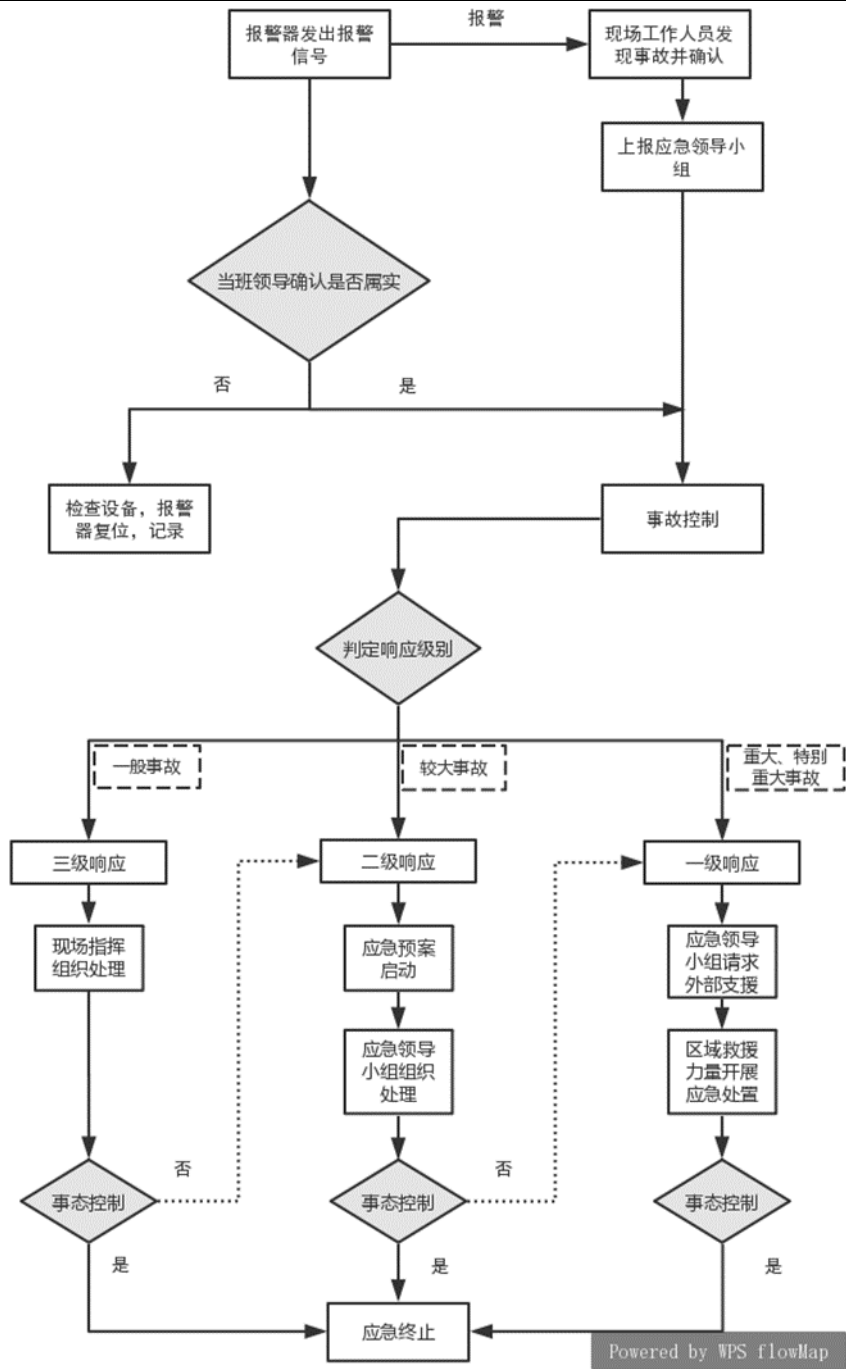 报警器发出报警
信号
报警
现场工作人员发
现事故并确认
上报应急领导小
组
当班领导确认是否属实
否
是
检查设备，报警
器复位，记录
事故控制
判定响应级别
一般事故
较大事故
重大、特别
重大事故
三级响应
二级响应
一级响应
现场指挥
组织处理
应急预案
启动
应急领导
小组请求
外部支援
应急领导
小组组织
处理
区域救援
力量开展
应急处置
事态控制
否
事态控制
否
事态控制
是
是
是
应急终止
Powered by WPS flowMap